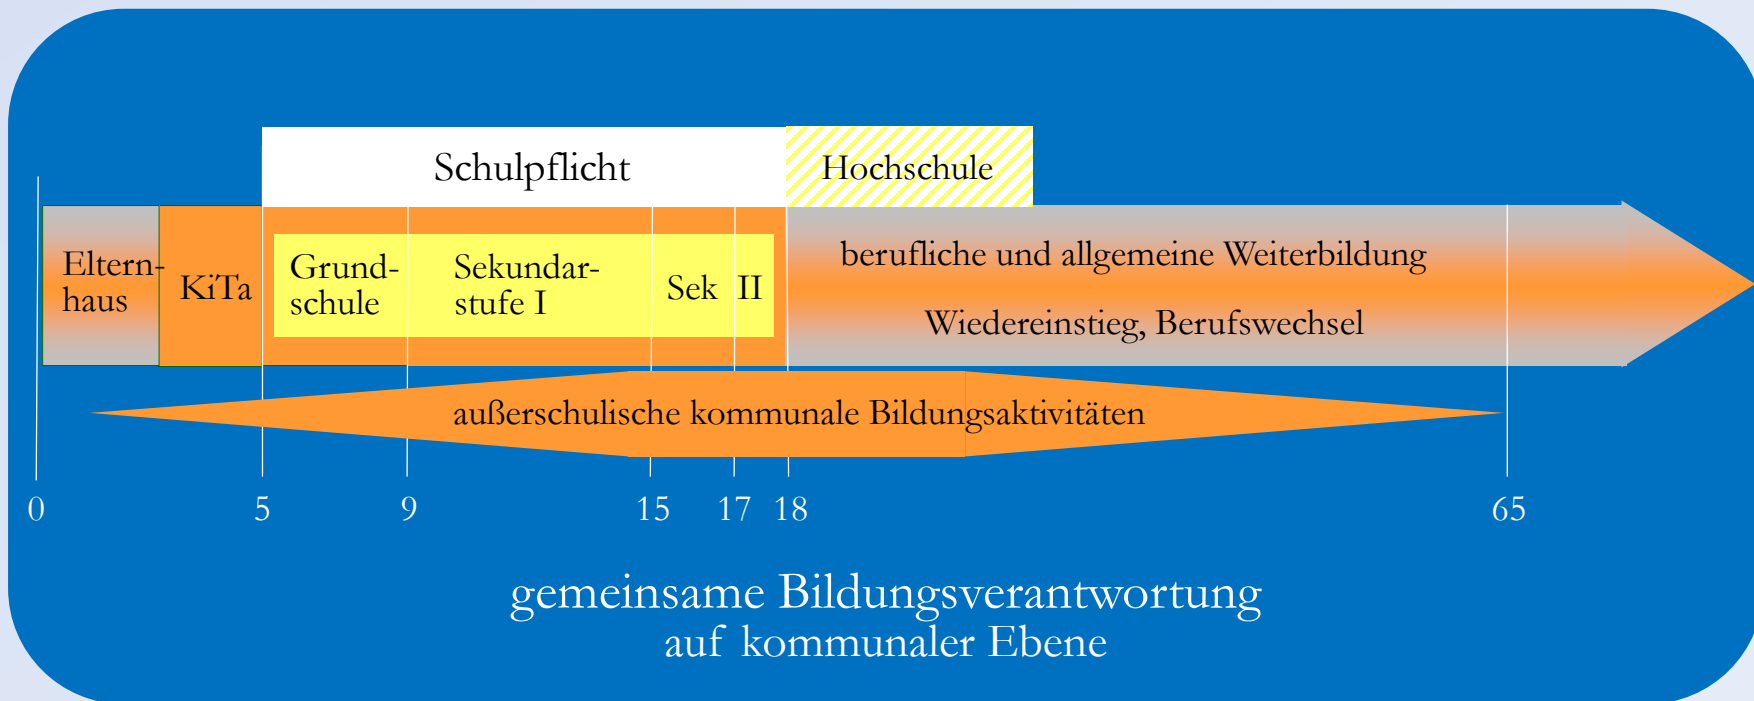 Schulpflicht
Hochschule
Eltern-
haus
KiTa
Grund-
schule
Sekundar-
stufe I
Sek II
berufliche und allgemeine Weiterbildung
Wiedereinstieg, Berufswechsel
außerschulische kommunale Bildungsaktivitäten
0 5 9 15 17 18 65
gemeinsame Bildungsverantwortung
auf kommunaler Ebene